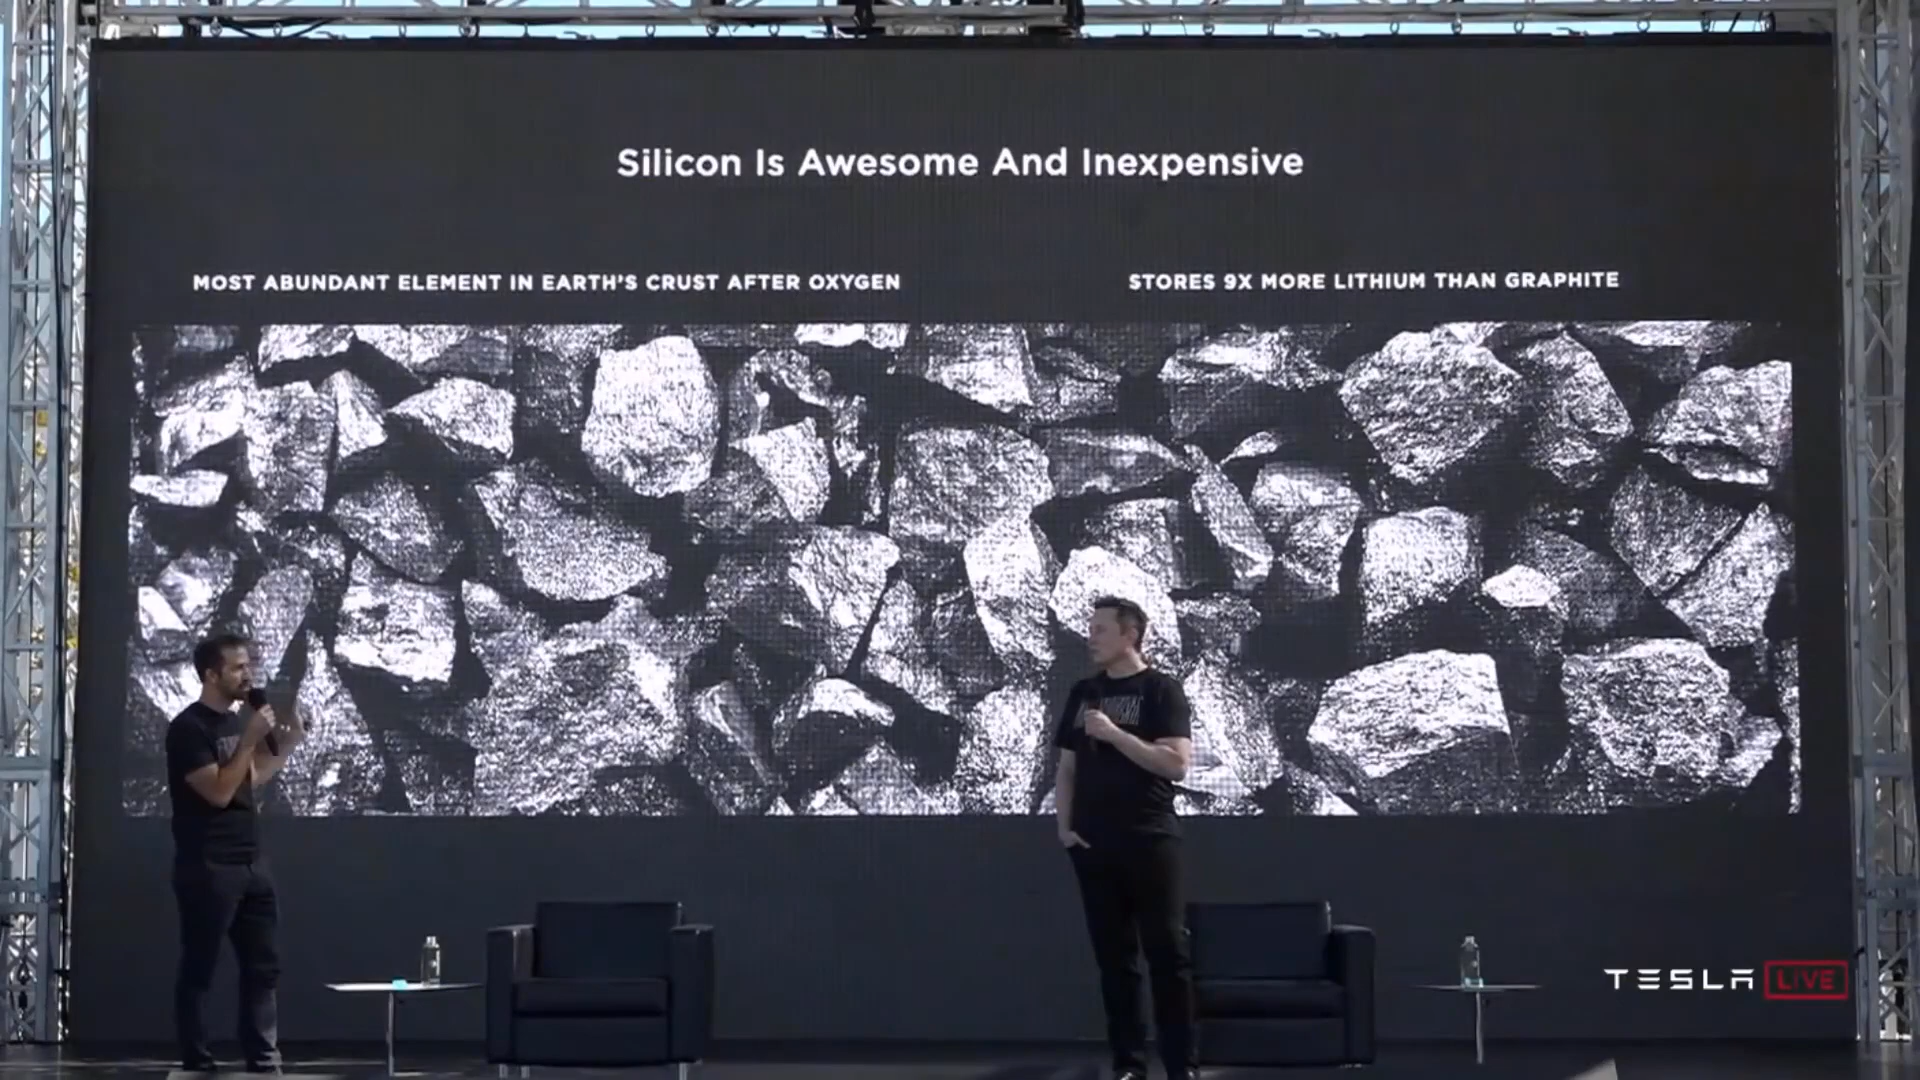 Silicon Is Awesome And Inexpensive
MOST ABUNDANT ELEMENT IN EARTH'S CRUST AFTER OXYGEN
STORES 9X MORE LITHIUM THAN GRAPHITE
TESLA LIVE